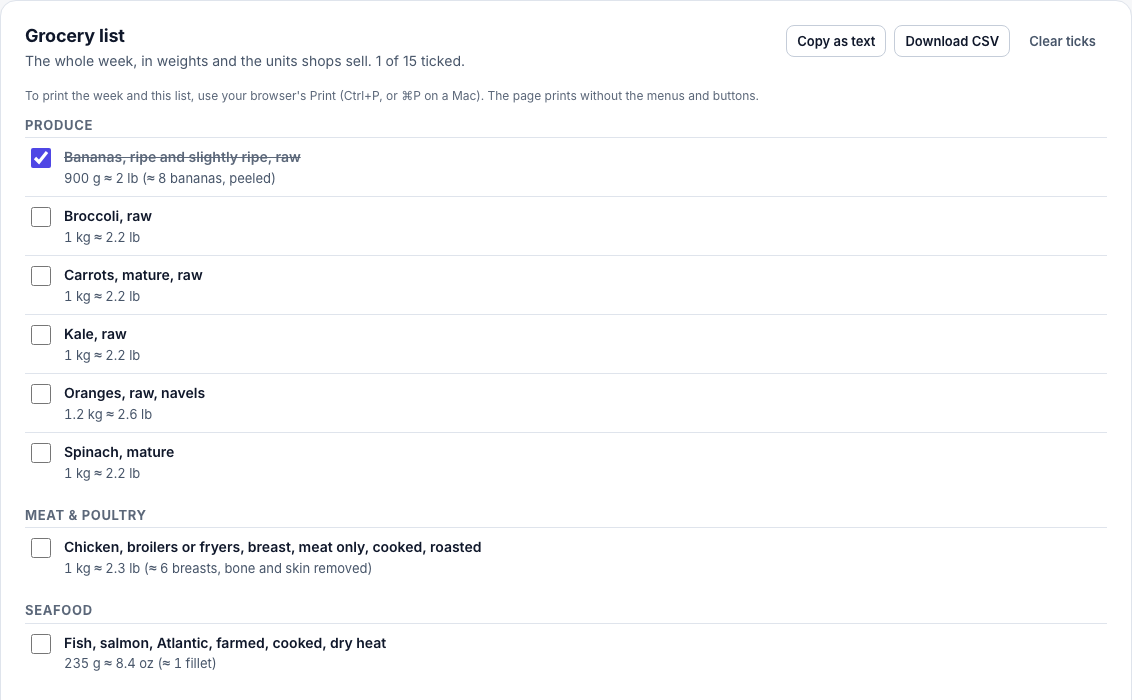 Grocery list
Copy as text
Download CSV
Clear ticks
The whole week, in weights and the units shops sell. 1 of 15 ticked.
To print the week and this list, use your browser's Print (Ctrl+P, or ⌘P on a Mac). The page prints without the menus and buttons.
PRODUCE
Bananas, ripe and slightly ripe, raw
900 g ≈ 2 lb (≈ 8 bananas, peeled)
Broccoli, raw
1 kg ≈ 2.2 lb
Carrots, mature, raw
1 kg ≈ 2.2 lb
Kale, raw
1 kg ≈ 2.2 lb
Oranges, raw, navels
1.2 kg ≈ 2.6 lb
Spinach, mature
1 kg ≈ 2.2 lb
MEAT & POULTRY
Chicken, broilers or fryers, breast, meat only, cooked, roasted
1 kg ≈ 2.3 lb (≈ 6 breasts, bone and skin removed)
SEAFOOD
Fish, salmon, Atlantic, farmed, cooked, dry heat
235 g ≈ 8.4 oz (≈ 1 fillet)